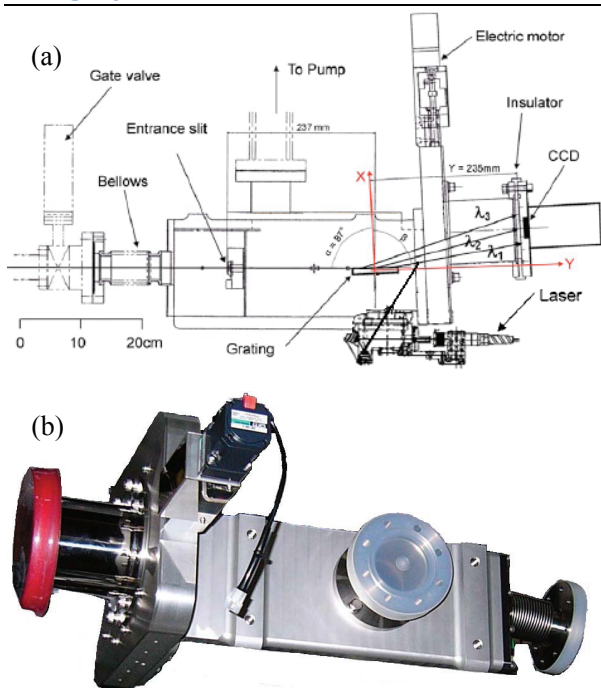 (a)
Electric motor
Gate valve
To Pump
Insulator
Entrance slit
237 mm
Y = 235mm
CCD
Bellows
X
λ3
α = 87°
β
λ2
λ1
Y
Laser
0 10 20cm
Grating
(b)